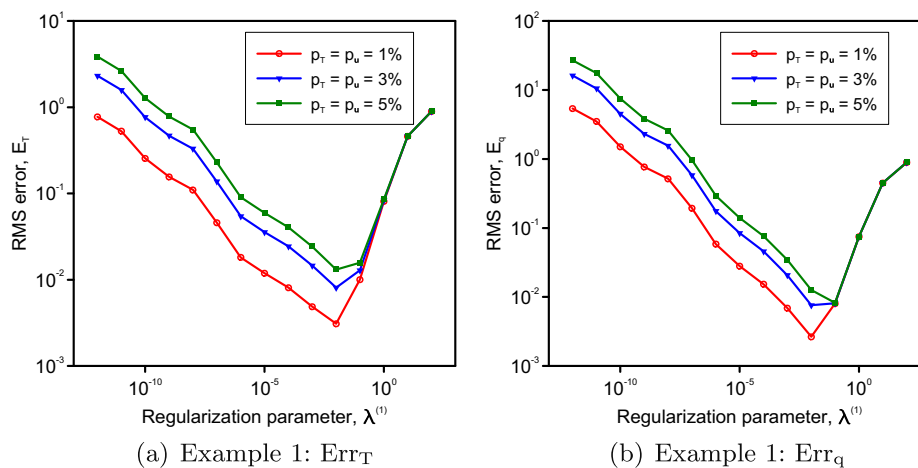 10^1
10^0
10^-1
10^-2
10^-3
RMS error, E_T
p_T = p_u = 1%
p_T = p_u = 3%
p_T = p_u = 5%
10^-10
10^-5
10^0
Regularization parameter, λ^(1)
(a) Example 1: Err_T
10^2
10^1
10^0
10^-1
10^-2
10^-3
RMS error, E_q
p_T = p_u = 1%
p_T = p_u = 3%
p_T = p_u = 5%
10^-10
10^-5
10^0
Regularization parameter, λ^(1)
(b) Example 1: Err_q